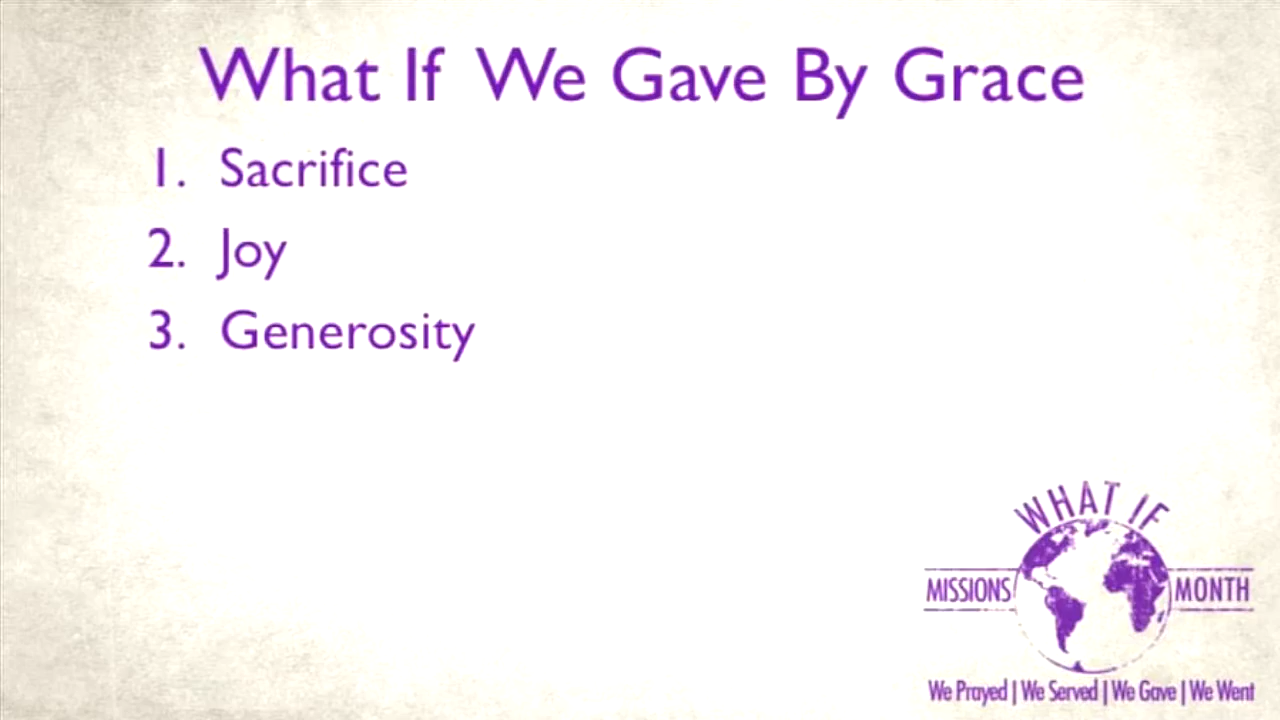 What If We Gave By Grace
1. Sacrifice
2. Joy
3. Generosity
WHAT IF
MISSIONS MONTH
We Prayed | We Served | We Gave | We Went